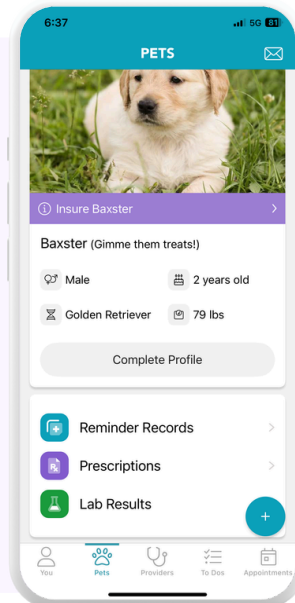 6:37 5G 81
PETS
Insure Baxster
Baxster (Gimme them treats!)
Male 2 years old
Golden Retriever 79 lbs
Complete Profile
Reminder Records
Prescriptions
Lab Results
+
You Pets Providers To Dos Appointments